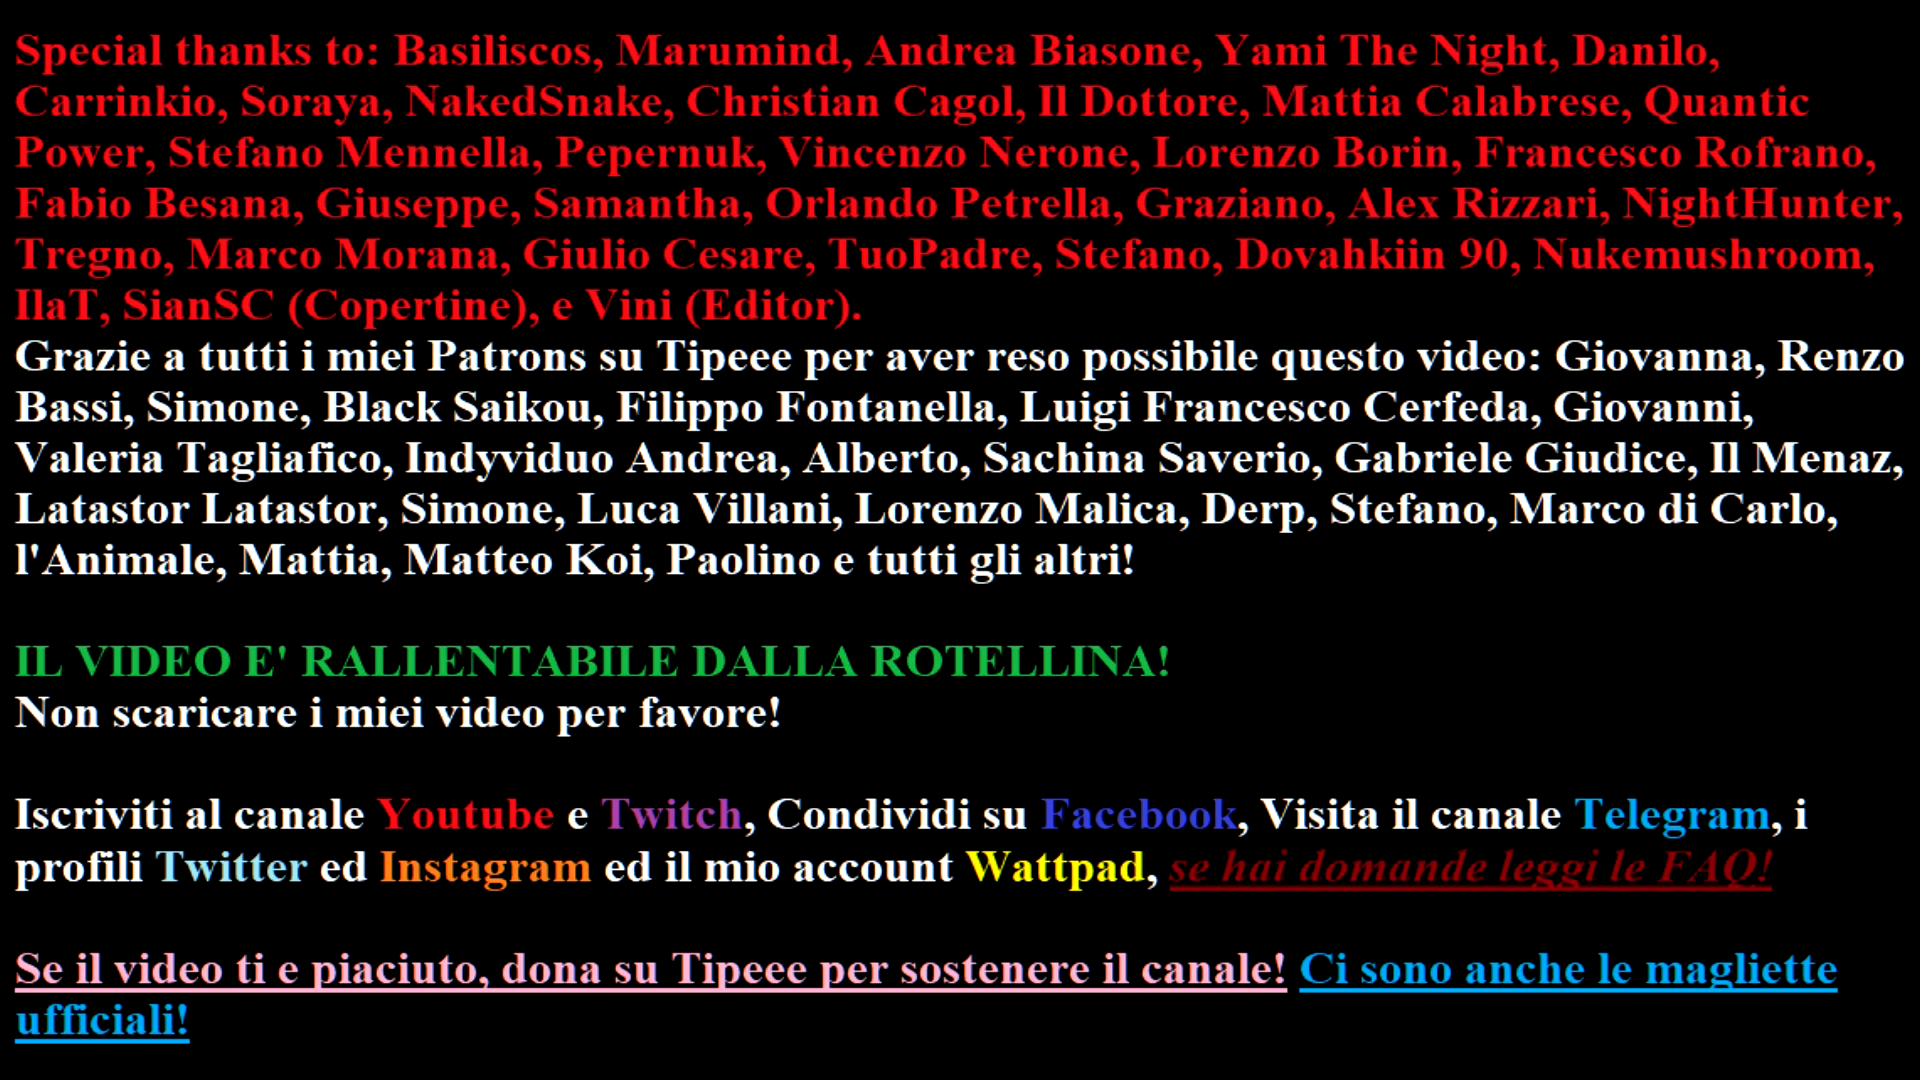 Special thanks to: Basiliscos, Marumind, Andrea Biasone, Yami The Night, Danilo,
Carrinkio, Soraya, NakedSnake, Christian Cagol, Il Dottore, Mattia Calabrese, Quantic
Power, Stefano Mennella, Pepernuk, Vincenzo Nerone, Lorenzo Borin, Francesco Rofrano,
Fabio Besana, Giuseppe, Samantha, Orlando Petrella, Graziano, Alex Rizzari, NightHunter,
Tregno, Marco Morana, Giulio Cesare, TuoPadre, Stefano, Dovahkiin 90, Nukemushroom,
IlaT, SianSC (Copertine), e Vini (Editor).
Grazie a tutti i miei Patrons su Tipeee per aver reso possibile questo video: Giovanna, Renzo
Bassi, Simone, Black Saikou, Filippo Fontanella, Luigi Francesco Cerfeda, Giovanni,
Valeria Tagliafico, Indyviduo Andrea, Alberto, Sachina Saverio, Gabriele Giudice, Il Menaz,
Latastor Latastor, Simone, Luca Villani, Lorenzo Malica, Derp, Stefano, Marco di Carlo,
l'Animale, Mattia, Matteo Koi, Paolino e tutti gli altri!
IL VIDEO E' RALLENTABILE DALLA ROTELLINA!
Non scaricare i miei video per favore!
Iscriviti al canale Youtube e Twitch, Condividi su Facebook, Visita il canale Telegram, i
profili Twitter ed Instagram ed il mio account Wattpad, se hai domande leggi le FAQ!
Se il video ti e piaciuto, dona su Tipeee per sostenere il canale! Ci sono anche le magliette
ufficiali!